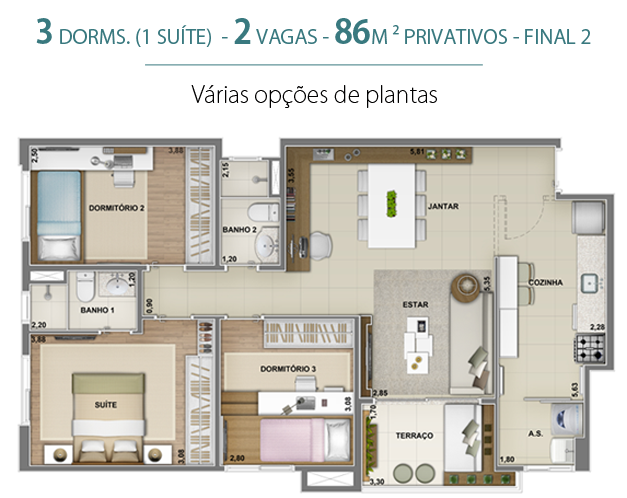 3 DORMS. (1 SUÍTE) - 2 VAGAS - 86M² PRIVATIVOS - FINAL 2
Várias opções de plantas
2,50
3,88
2,15
5,81
3,55
DORMITÓRIO 2
JANTAR
BANHO 2
1,20
1,20
COZINHA
BANHO 1
0,90
ESTAR
5,35
2,20
2,28
3,88
DORMITÓRIO 3
2,85
5,63
SUÍTE
3,08
1,70
TERRAÇO
A.S.
3,08
2,80
3,30
1,80